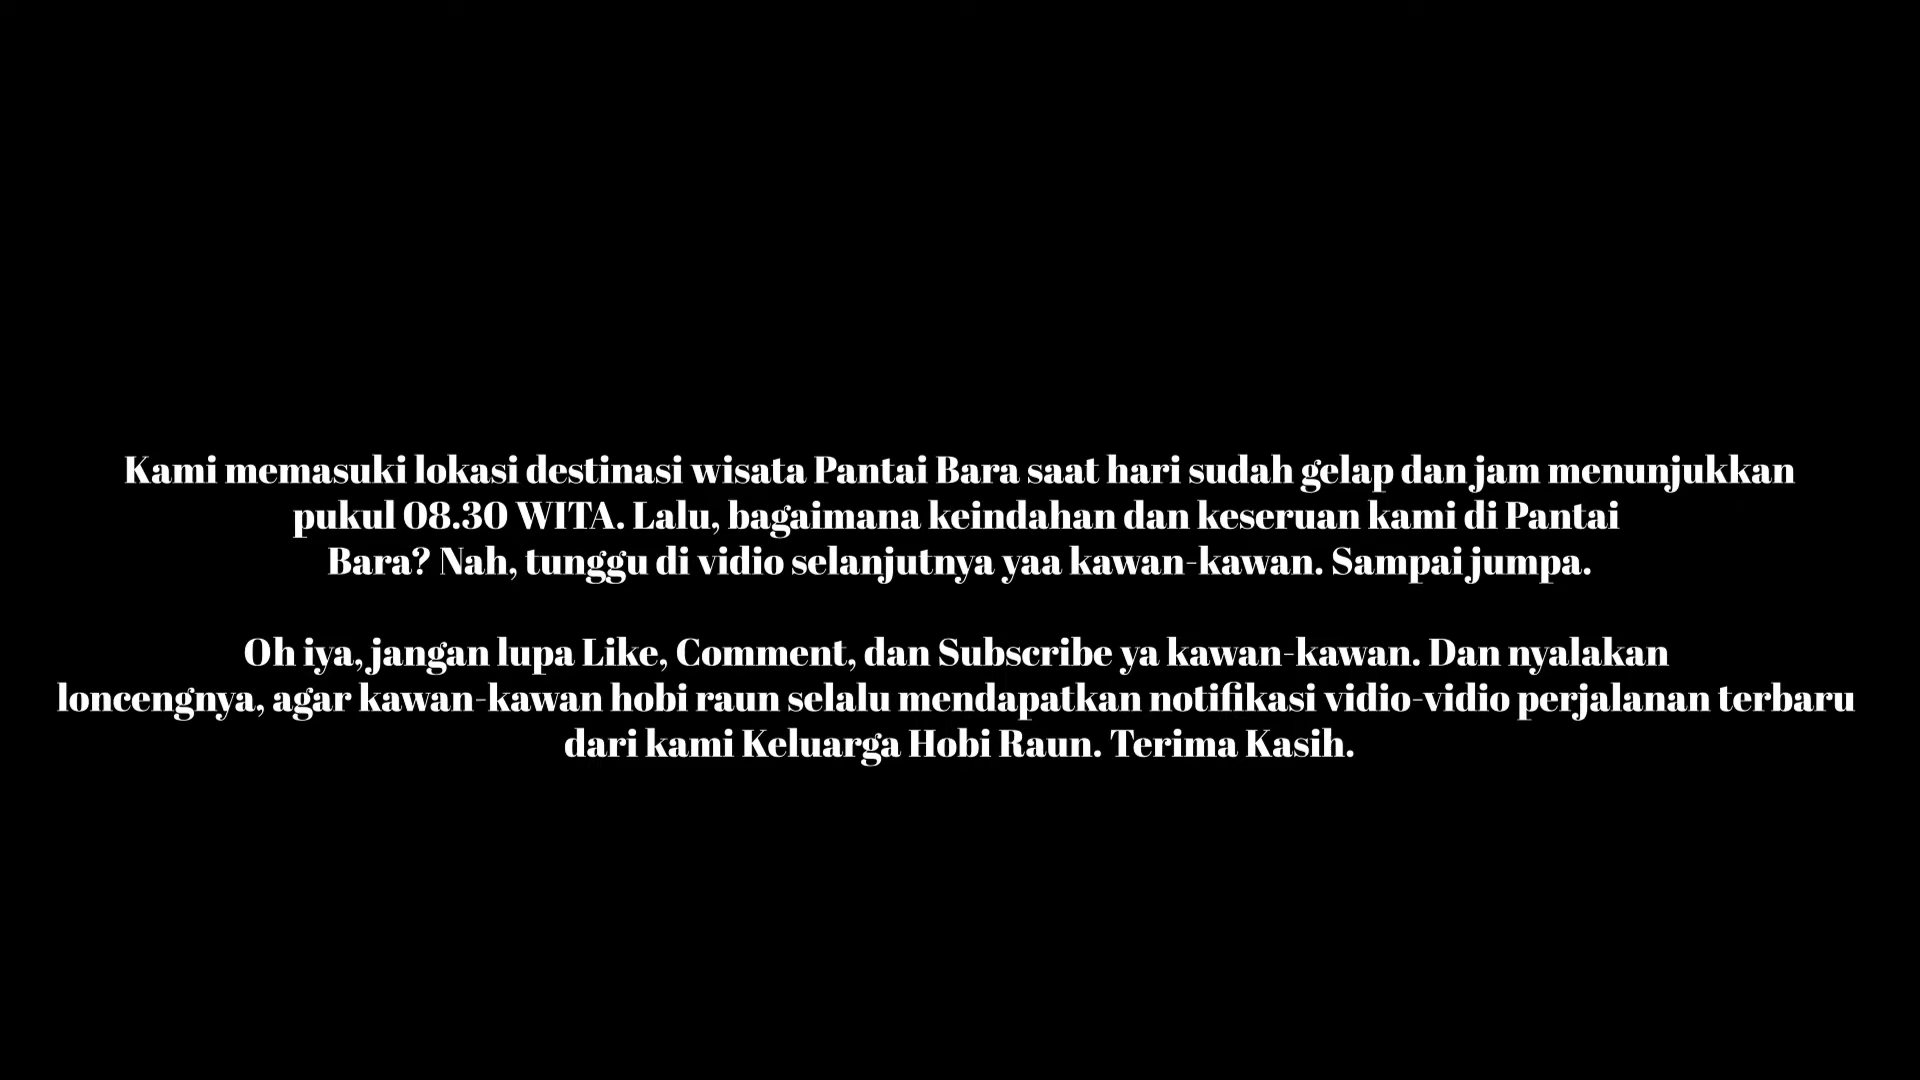 Kami memasuki lokasi destinasi wisata Pantai Bara saat hari sudah gelap dan jam menunjukkan
pukul 08.30 WITA. Lalu, bagaimana keindahan dan keseruan kami di Pantai
Bara? Nah, tunggu di vidio selanjutnya yaa kawan-kawan. Sampai jumpa.
Oh iya, jangan lupa Like, Comment, dan Subscribe ya kawan-kawan. Dan nyalakan
loncengnya, agar kawan-kawan hobi raun selalu mendapatkan notifikasi vidio-vidio perjalanan terbaru
dari kami Keluarga Hobi Raun. Terima Kasih.